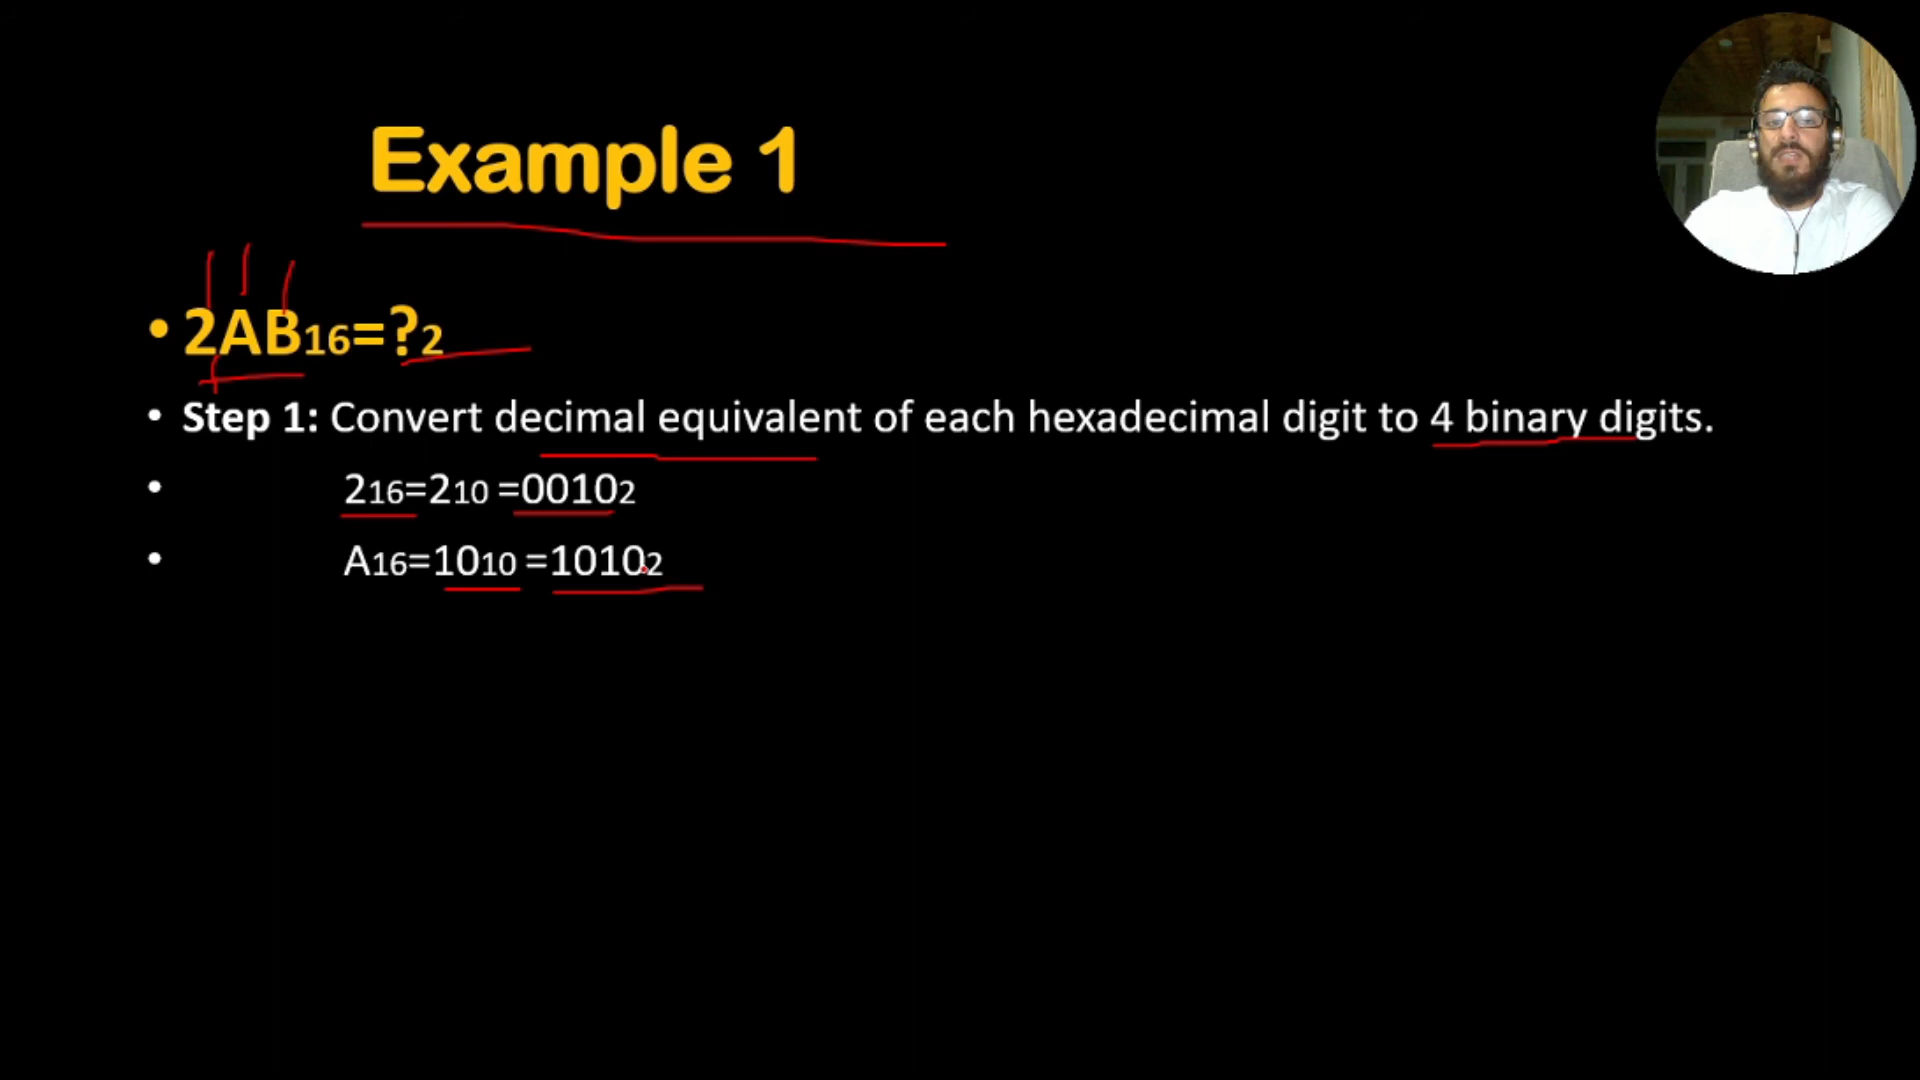 Example 1
• 2AB16=?2
• Step 1: Convert decimal equivalent of each hexadecimal digit to 4 binary digits.
• 216=210 =00102
• A16=1010 =10102